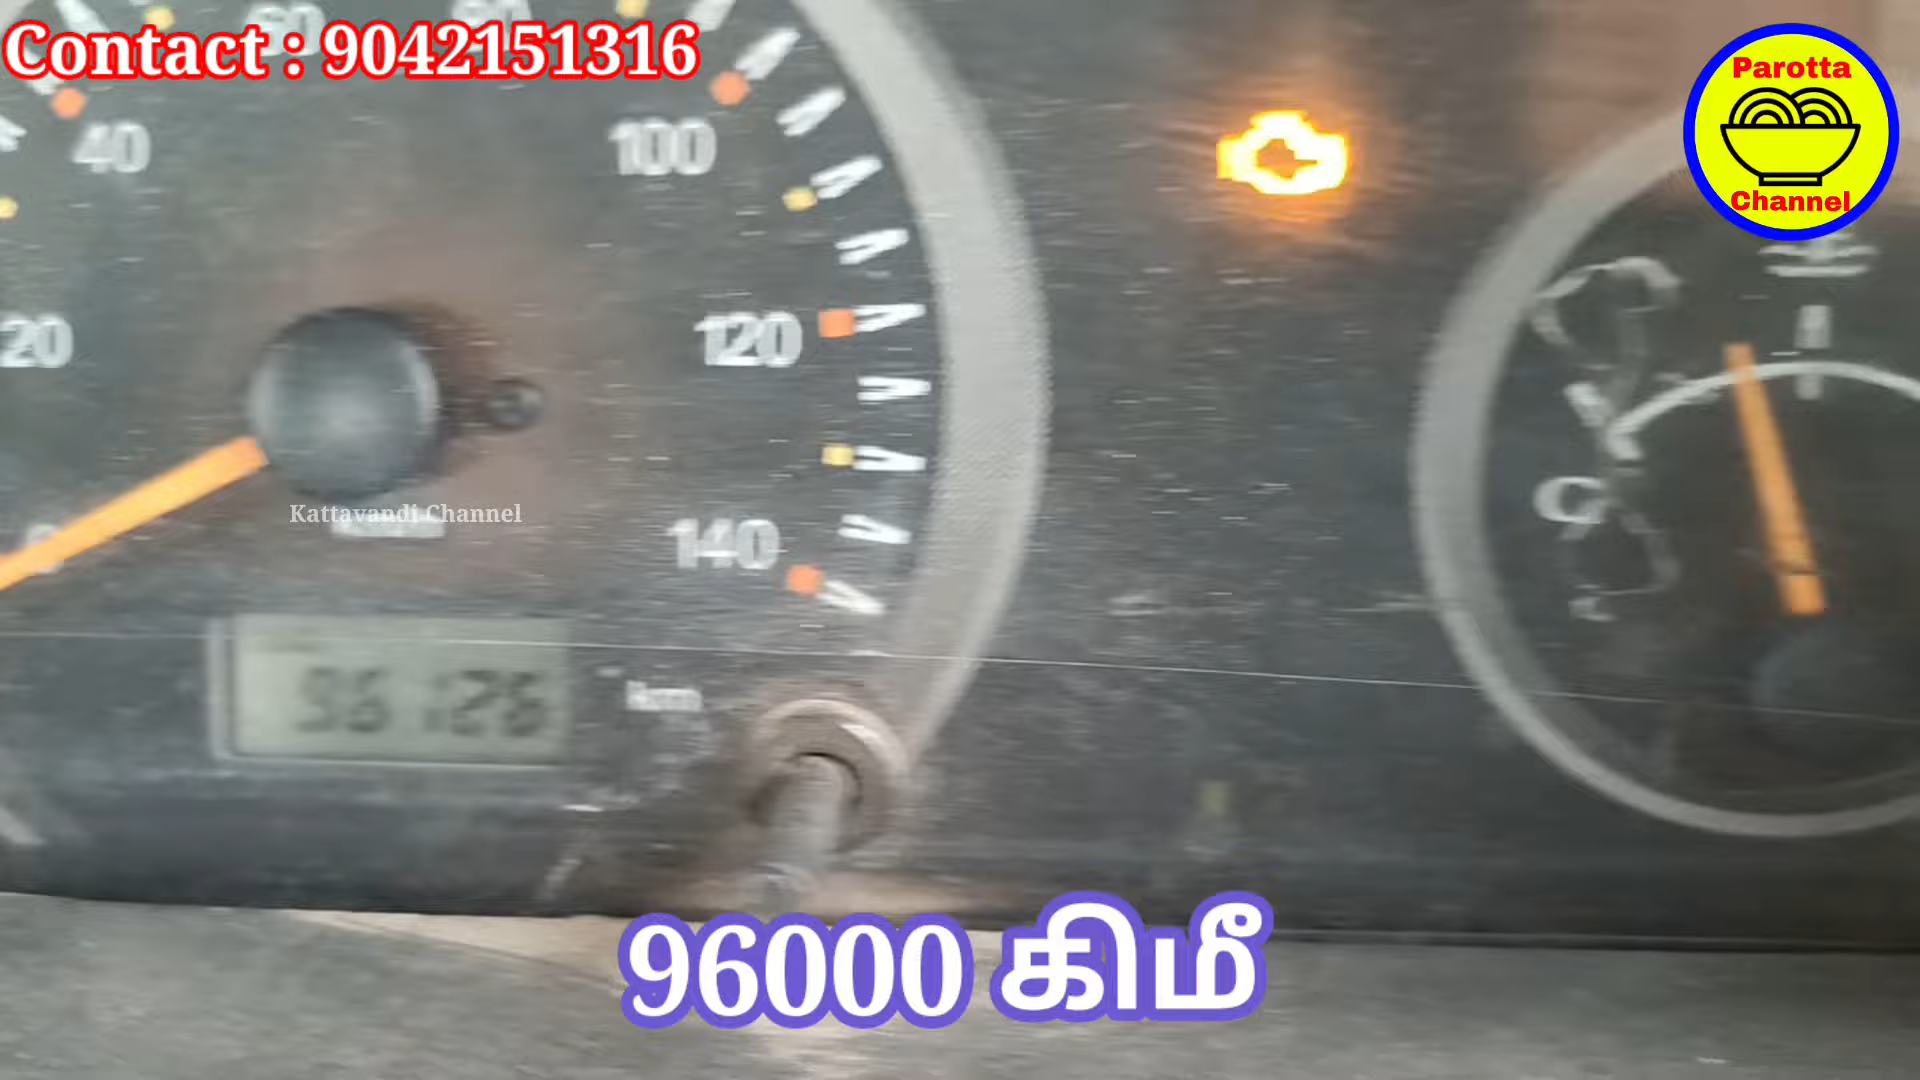 Contact : 9042151316
Parotta
Channel
40
100
20
120
Kattavandi Channel
140
96126
km
96000 கிமீ